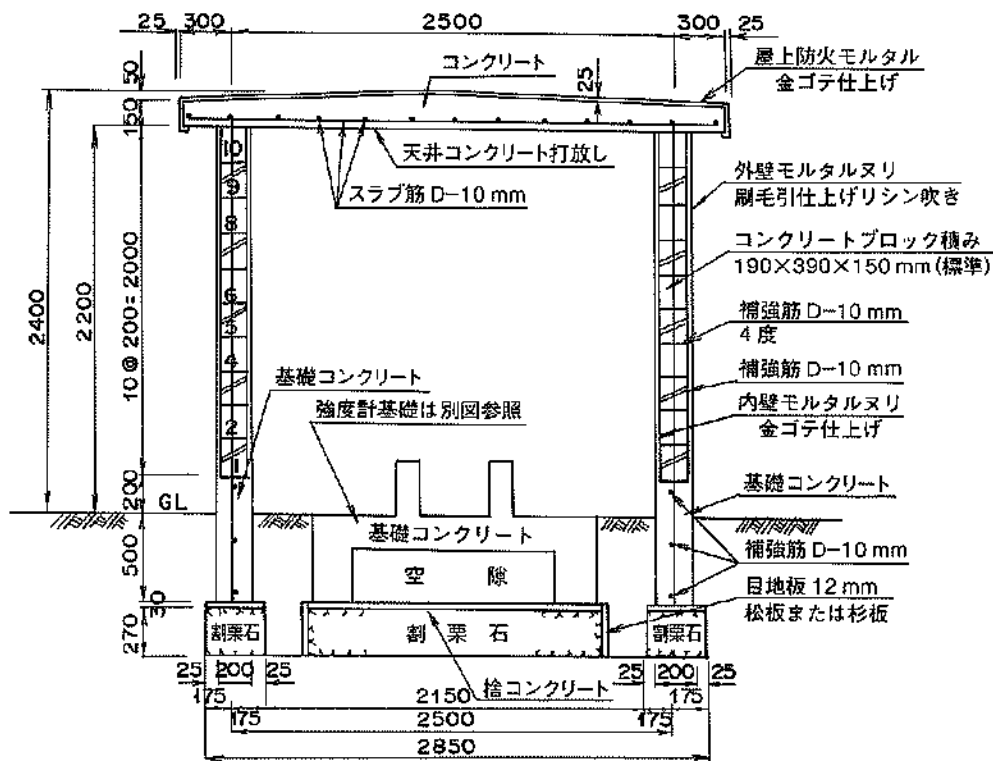 25 300 2500 300 25
コンクリート
25
屋上防火モルタル
金ゴテ仕上げ
50
150
天井コンクリート打放し
スラブ筋 D-10 mm
外壁モルタルヌリ
刷毛引仕上げリシン吹き
コンクリートブロック積み
190×390×150 mm (標準)
補強筋 D-10 mm
4度
補強筋 D-10 mm
内壁モルタルヌリ
金ゴテ仕上げ
2400
2200
10@200=2000
10
9
8
6
5
4
2
1
基礎コンクリート
強度計基礎は別図参照
200
GL
500
30
270
基礎コンクリート
空隙
割栗石
割栗石
割栗石
基礎コンクリート
補強筋 D-10 mm
目地板 12 mm
松板または杉板
捨コンクリート
25 200 25
25 200 25
175 2150 175
175 2500 175
2850